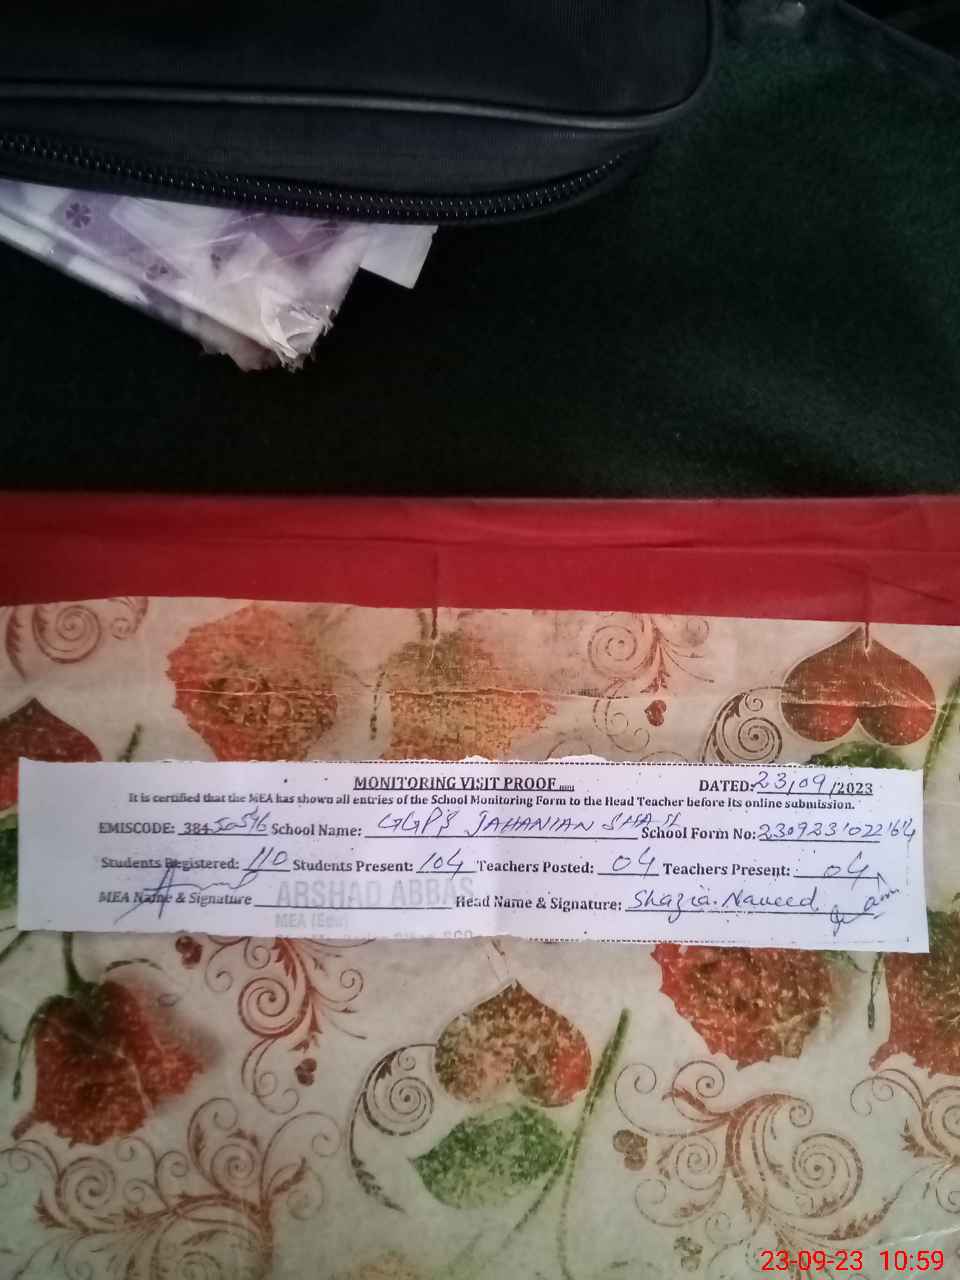 MONITORING VISIT PROOF DATED: 23/09/2023
It is certified that the MEA has shown all entries of the School Monitoring Form to the Head Teacher before its online submission.
EMISCODE: 38450546 School Name: GGPS JAHANIAN SHAH School Form No: 2309231022164
Students Registered: 110 Students Present: 104 Teachers Posted: 04 Teachers Present: 04
MEA Name & Signature ARSHAD ABBAS Head Name & Signature: Shazia Naveed
MEA
23-09-23 10:59